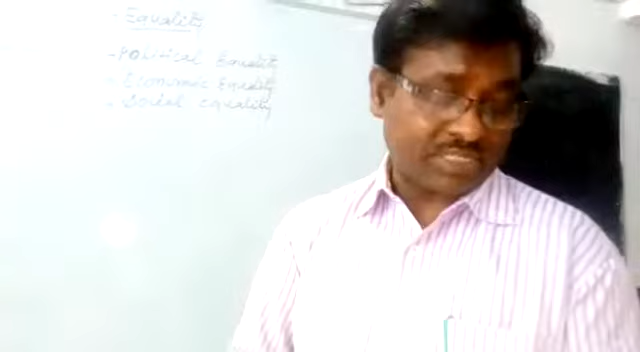 - Equality
- Political Equality
- Economic Equality
- Social equality